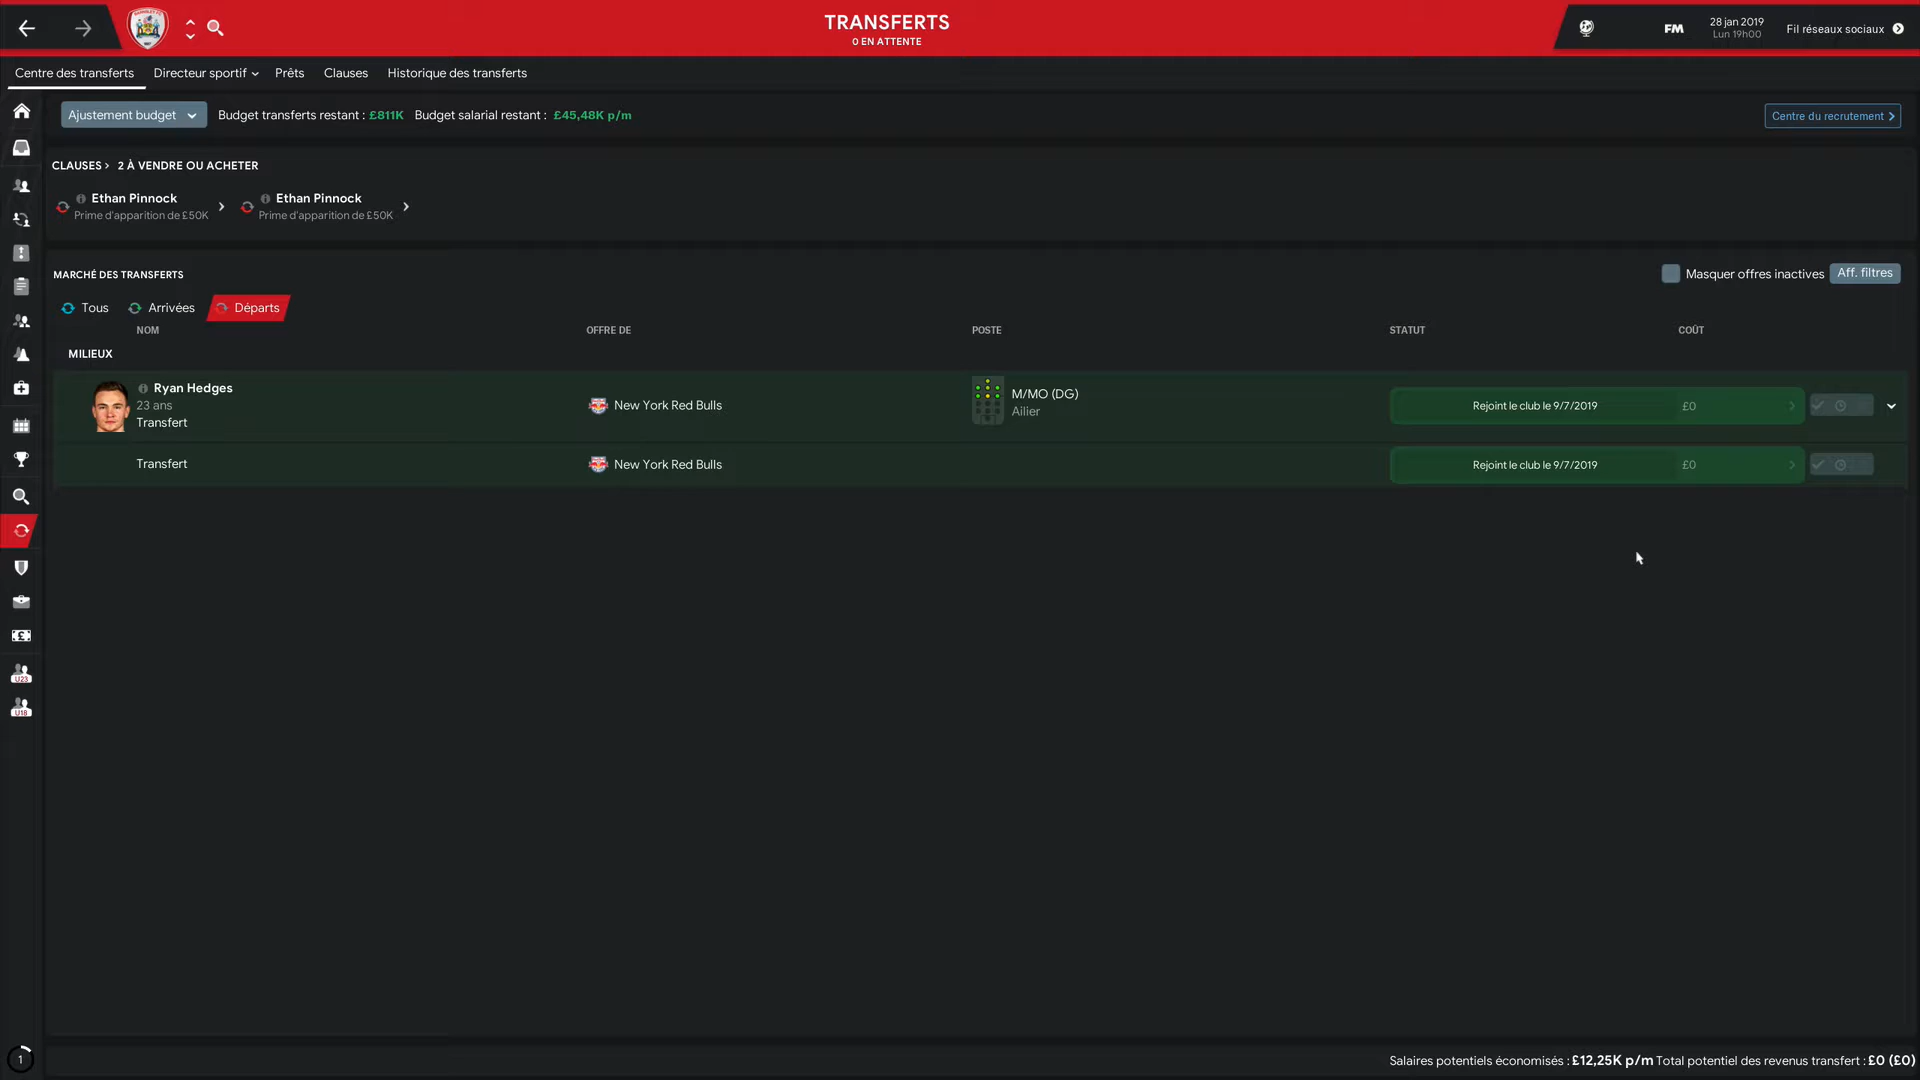 TRANSFERTS
0 EN ATTENTE
FM
28 jan 2019
Lun 19h00
Fil réseaux sociaux
Centre des transferts
Directeur sportif
Prêts
Clauses
Historique des transferts
Ajustement budget
Budget transferts restant : £811K
Budget salarial restant : £45,48K p/m
Centre du recrutement
CLAUSES > 2 À VENDRE OU ACHETER
Ethan Pinnock
Prime d'apparition de £50K
Ethan Pinnock
Prime d'apparition de £50K
MARCHÉ DES TRANSFERTS
Masquer offres inactives
Aff. filtres
Tous
Arrivées
Départs
NOM
OFFRE DE
POSTE
STATUT
COÛT
MILIEUX
Ryan Hedges
23 ans
Transfert
New York Red Bulls
M/MO (DG)
Ailier
Rejoint le club le 9/7/2019
£0
Transfert
New York Red Bulls
Rejoint le club le 9/7/2019
£0
U23
U18
1
Salaires potentiels économisés : £12,25K p/m Total potentiel des revenus transfert : £0 (£0)